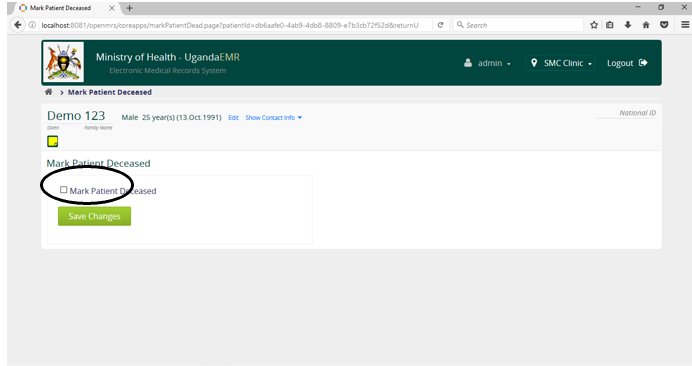 Mark Patient Deceased
localhost:8081/openmrs/coreapps/markPatientDead.page?patientId=db6aafe0-4ab9-4db8-8809-e7b3cb72f52d&returnU
Search
Ministry of Health - UgandaEMR
Electronic Medical Records System
admin
SMC Clinic
Logout
Mark Patient Deceased
Demo 123
Given
Family Name
Male 25 year(s) (13.Oct.1991) Edit Show Contact Info
National ID
Mark Patient Deceased
Mark Patient Deceased
Save Changes